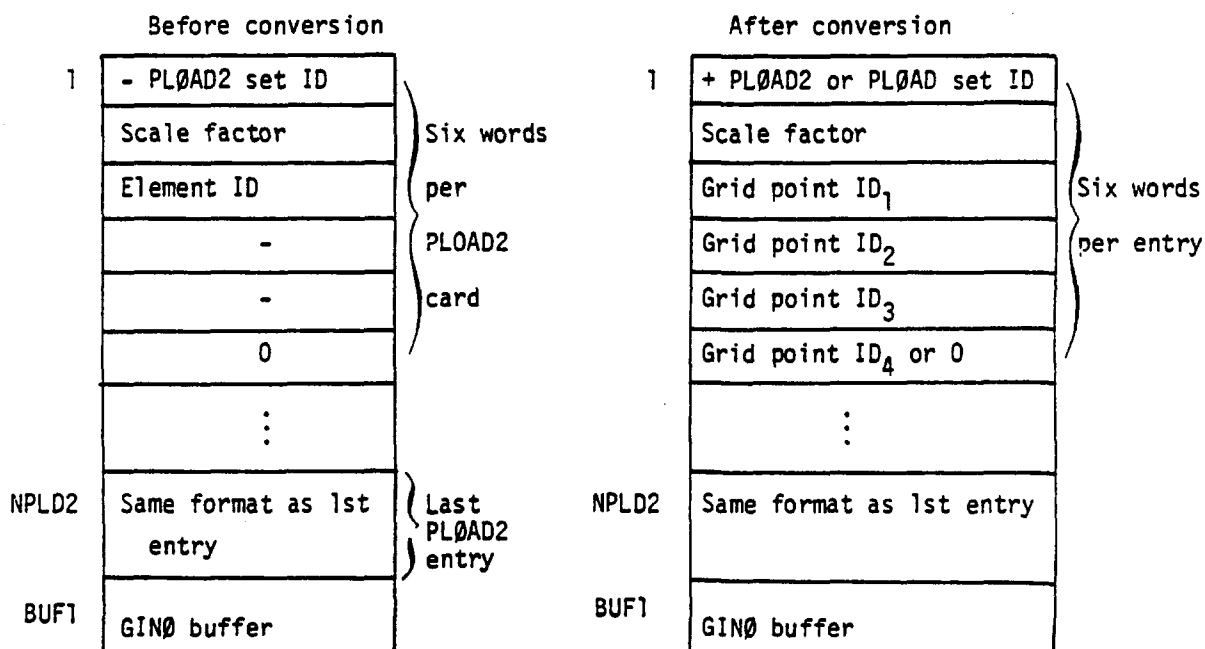 Before conversion
1
- PLØAD2 set ID
Scale factor
Element ID
-
-
0
⋮
Six words
per
PLOAD2
card
NPLD2
Same format as 1st
entry
Last
PLØAD2
entry
BUF1
GINØ buffer
After conversion
1
+ PLØAD2 or PLØAD set ID
Scale factor
Grid point ID₁
Grid point ID₂
Grid point ID₃
Grid point ID₄ or 0
⋮
Six words
per entry
NPLD2
Same format as 1st entry
BUF1
GINØ buffer